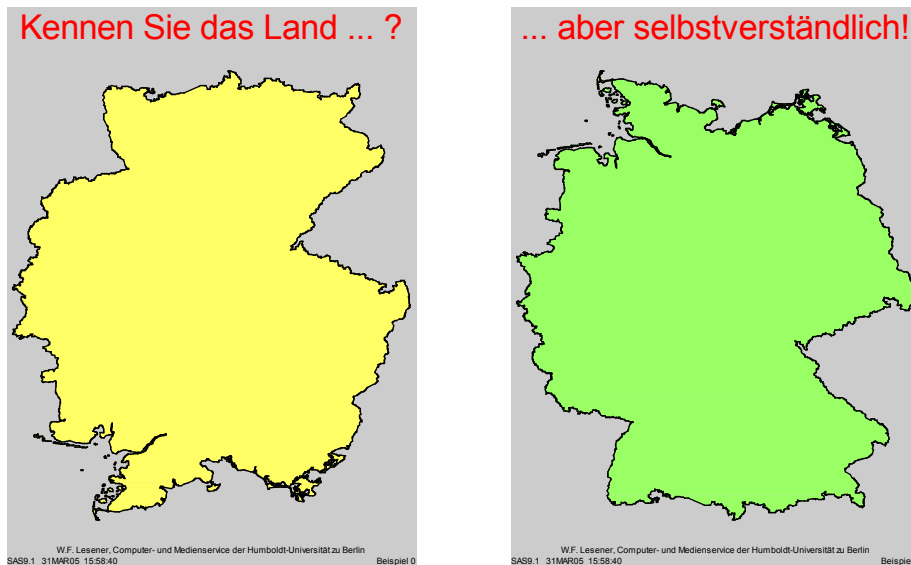 Kennen Sie das Land ... ?
W.F. Lesener, Computer- und Medienservice der Humboldt-Universität zu Berlin
SAS9.1 31MAR05 15:58:40 Beispiel 0
... aber selbstverständlich!
W.F. Lesener, Computer- und Medienservice der Humboldt-Universität zu Berlin
SAS9.1 31MAR05 15:58:40 Beispie